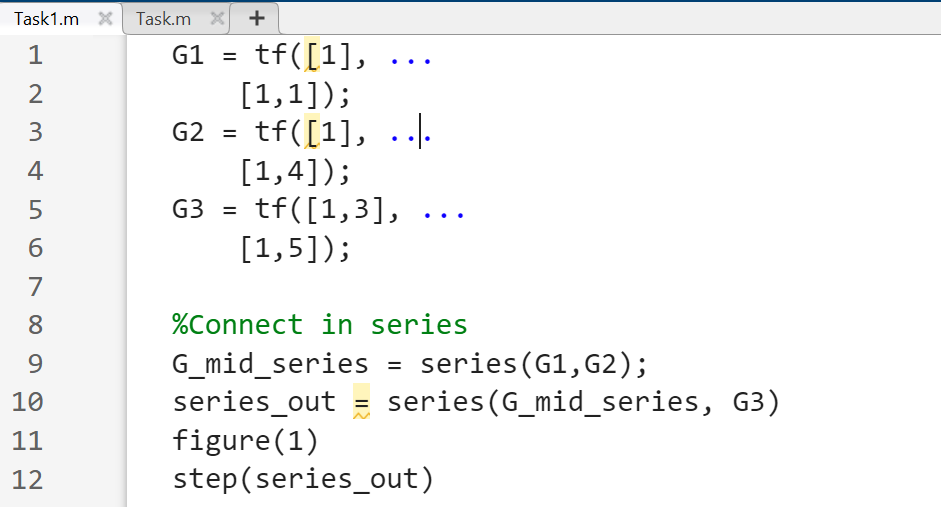 Task1.m × Task.m × +
1 G1 = tf([1], ...
2 [1,1]);
3 G2 = tf([1], ...
4 [1,4]);
5 G3 = tf([1,3], ...
6 [1,5]);
7
8 %Connect in series
9 G_mid_series = series(G1,G2);
10 series_out = series(G_mid_series, G3)
11 figure(1)
12 step(series_out)